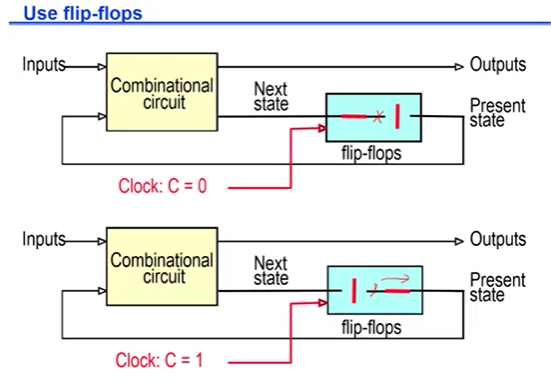 Use flip-flops
Inputs
Outputs
Combinational
circuit
Next
state
Present
state
flip-flops
Clock: C = 0
Inputs
Outputs
Combinational
circuit
Next
state
Present
state
flip-flops
Clock: C = 1